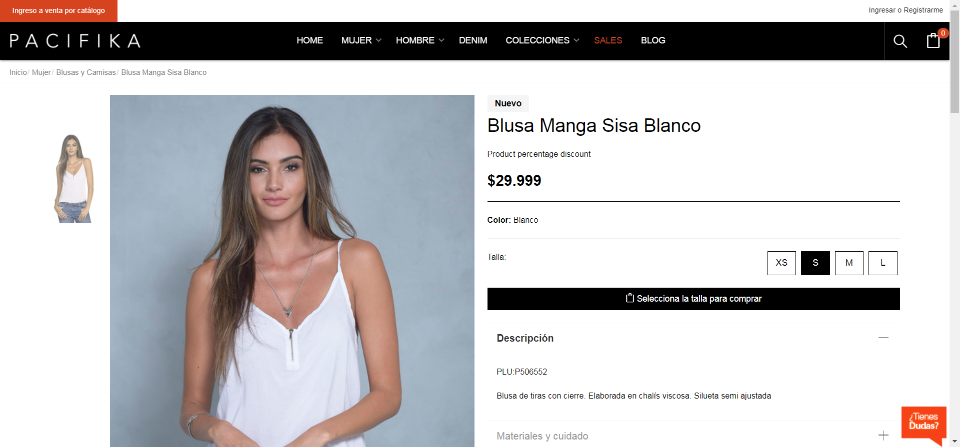 Ingreso a venta por catálogo
Ingresar o Registrarme
PACIFIKA
HOME MUJER HOMBRE DENIM COLECCIONES SALES BLOG
0
Inicio/ Mujer/ Blusas y Camisas/ Blusa Manga Sisa Blanco
Nuevo
Blusa Manga Sisa Blanco
Product percentage discount
$29.999
Color: Blanco
Talla:
XS S M L
Selecciona la talla para comprar
Descripción
PLU:P506552
Blusa de tiras con cierre. Elaborada en chalís viscosa. Silueta semi ajustada
Materiales y cuidado
¿Tienes
Dudas?